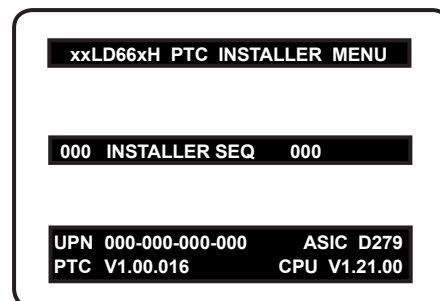 xxLD66xH PTC INSTALLER MENU
000 INSTALLER SEQ 000
UPN 000-000-000-000 ASIC D279
PTC V1.00.016 CPU V1.21.00